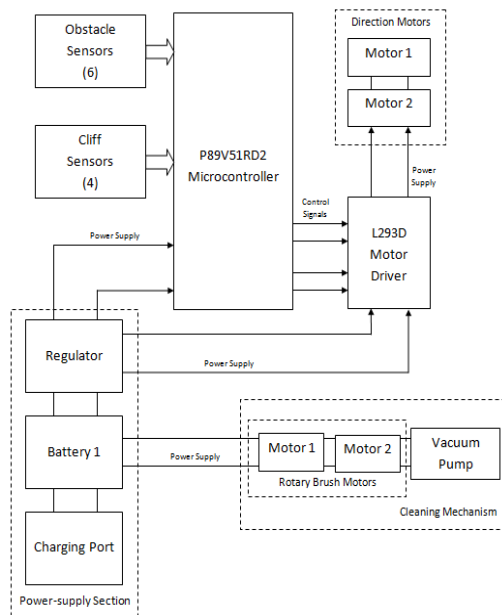 Direction Motors
Obstacle
Sensors
(6)
Motor 1
Motor 2
Cliff
Sensors
(4)
P89V51RD2
Microcontroller
Power
Supply
Control
Signals
L293D
Motor
Driver
Power Supply
Regulator
Power Supply
Battery 1
Power Supply
Motor 1
Motor 2
Vacuum
Pump
Rotary Brush Motors
Cleaning Mechanism
Charging Port
Power-supply Section